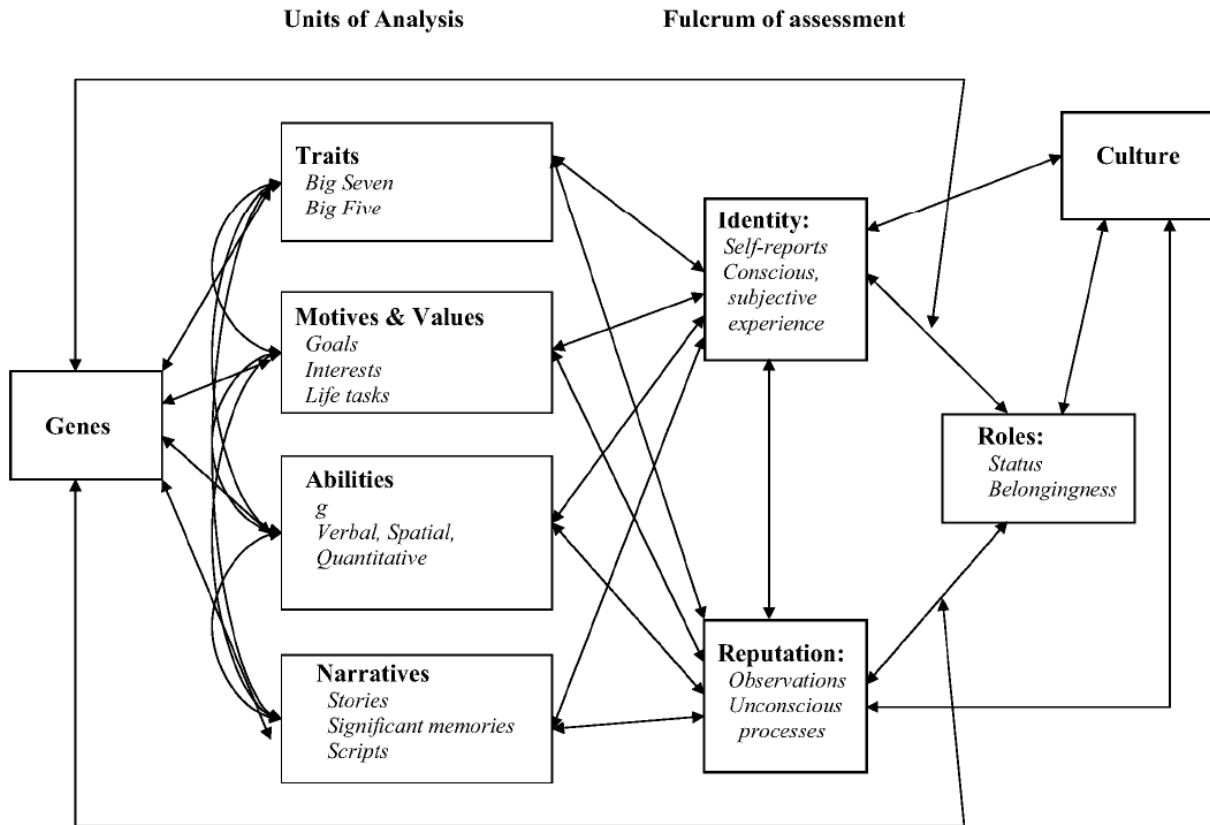 Units of Analysis
Fulcrum of assessment
Traits
Big Seven
Big Five
Motives & Values
Goals
Interests
Life tasks
Genes
Abilities
g
Verbal, Spatial,
Quantitative
Narratives
Stories
Significant memories
Scripts
Identity:
Self-reports
Conscious,
subjective
experience
Reputation:
Observations
Unconscious
processes
Culture
Roles:
Status
Belongingness